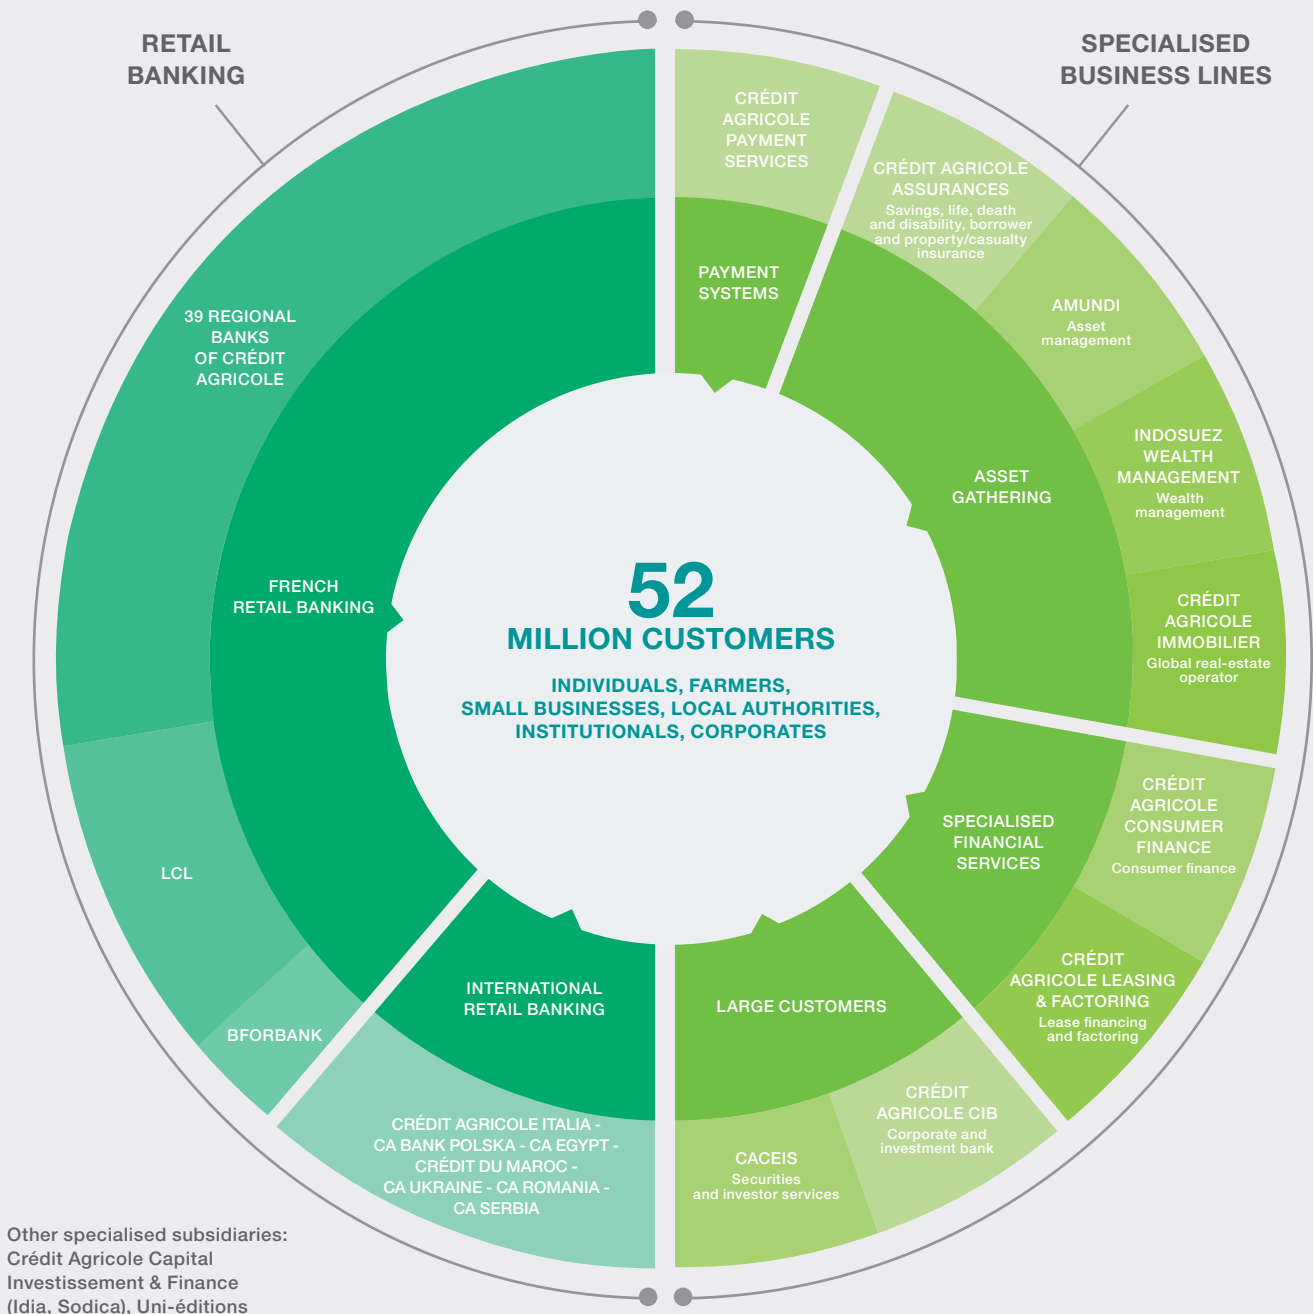 RETAIL
BANKING
SPECIALISED
BUSINESS LINES
CRÉDIT
AGRICOLE
PAYMENT
SERVICES
PAYMENT
SYSTEMS
CRÉDIT AGRICOLE
ASSURANCES
Savings, life, death
and disability, borrower
and property/casualty
insurance
AMUNDI
Asset
management
INDOSUEZ
WEALTH
MANAGEMENT
Wealth
management
CRÉDIT
AGRICOLE
IMMOBILIER
Global real-estate
operator
ASSET
GATHERING
39 REGIONAL
BANKS
OF CRÉDIT
AGRICOLE
FRENCH
RETAIL BANKING
52
MILLION CUSTOMERS
INDIVIDUALS, FARMERS,
SMALL BUSINESSES, LOCAL AUTHORITIES,
INSTITUTIONALS, CORPORATES
SPECIALISED
FINANCIAL
SERVICES
CRÉDIT
AGRICOLE
CONSUMER
FINANCE
Consumer finance
CRÉDIT
AGRICOLE LEASING
& FACTORING
Lease financing
and factoring
LCL
BFORBANK
INTERNATIONAL
RETAIL BANKING
CRÉDIT AGRICOLE ITALIA -
CA BANK POLSKA - CA EGYPT -
CRÉDIT DU MAROC -
CA UKRAINE - CA ROMANIA -
CA SERBIA
LARGE CUSTOMERS
CACEIS
Securities
and investor services
CRÉDIT
AGRICOLE CIB
Corporate and
investment bank
Other specialised subsidiaries:
Crédit Agricole Capital
Investissement & Finance
(Idia, Sodica), Uni-éditions